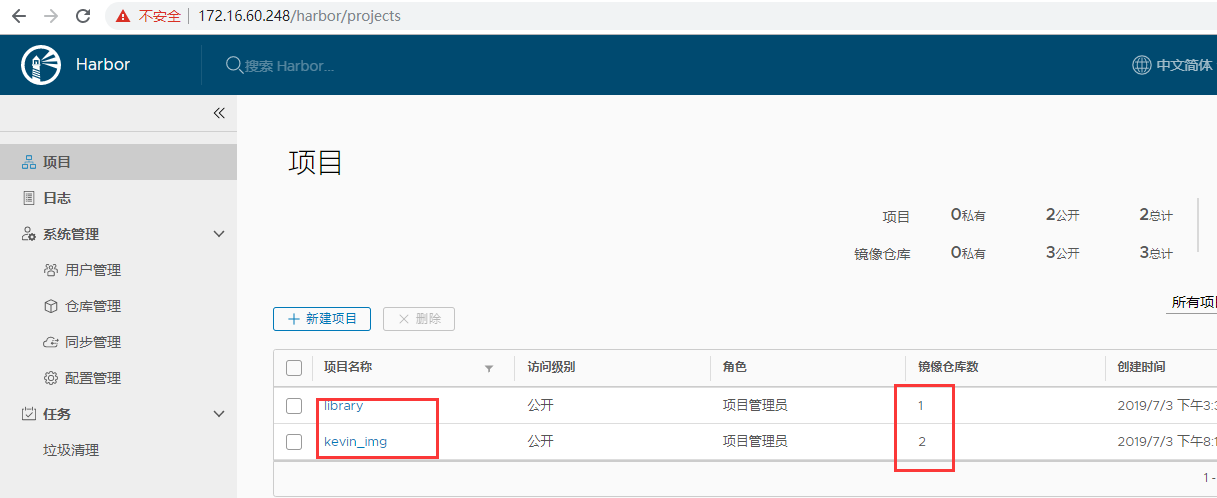 不安全 172.16.60.248/harbor/projects
Harbor 搜索 Harbor... 中文简体
项目
日志
系统管理
用户管理
仓库管理
同步管理
配置管理
任务
垃圾清理
项目
项目 0私有 2公开 2总计
镜像仓库 0私有 3公开 3总计
所有项
+ 新建项目 × 删除
项目名称 访问级别 角色 镜像仓库数 创建时间
library 公开 项目管理员 1 2019/7/3 下午3:
kevin_img 公开 项目管理员 2 2019/7/3 下午8:1
1 -